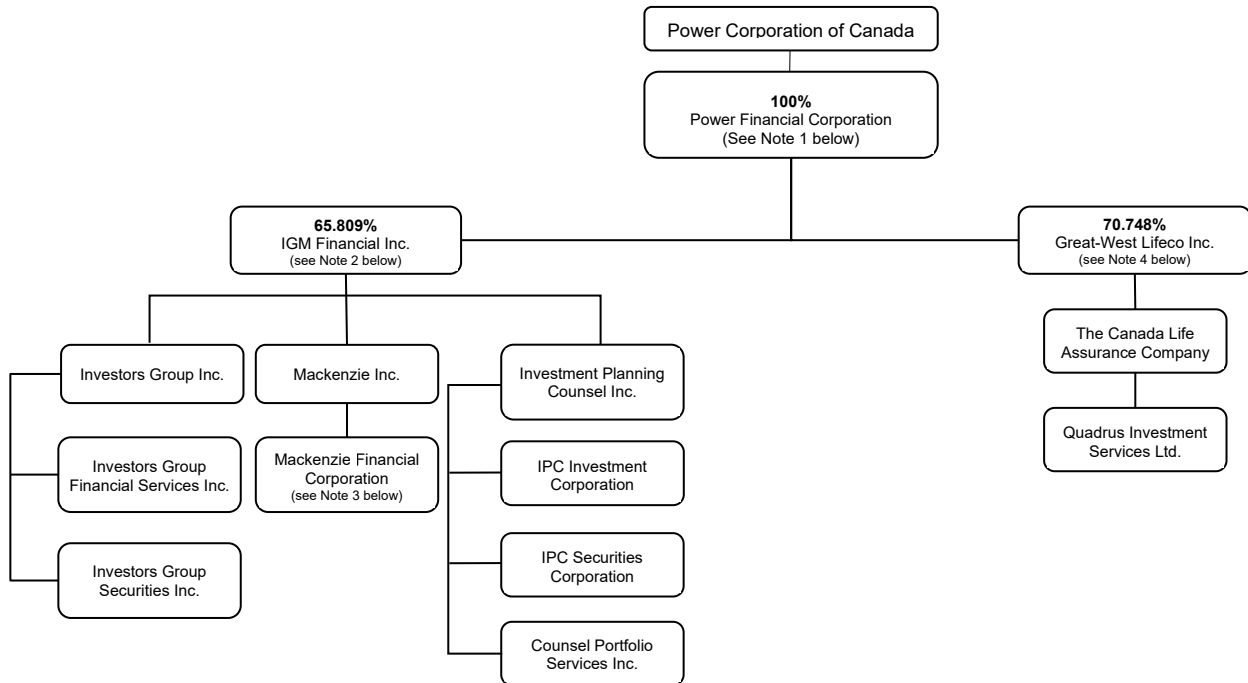 Power Corporation of Canada
100%
Power Financial Corporation
(See Note 1 below)
65.809%
IGM Financial Inc.
(see Note 2 below)
70.748%
Great-West Lifeco Inc.
(see Note 4 below)
Investors Group Inc.
Investors Group
Financial Services Inc.
Investors Group
Securities Inc.
Mackenzie Inc.
Mackenzie Financial
Corporation
(see Note 3 below)
Investment Planning
Counsel Inc.
IPC Investment
Corporation
IPC Securities
Corporation
Counsel Portfolio
Services Inc.
The Canada Life
Assurance Company
Quadrus Investment
Services Ltd.